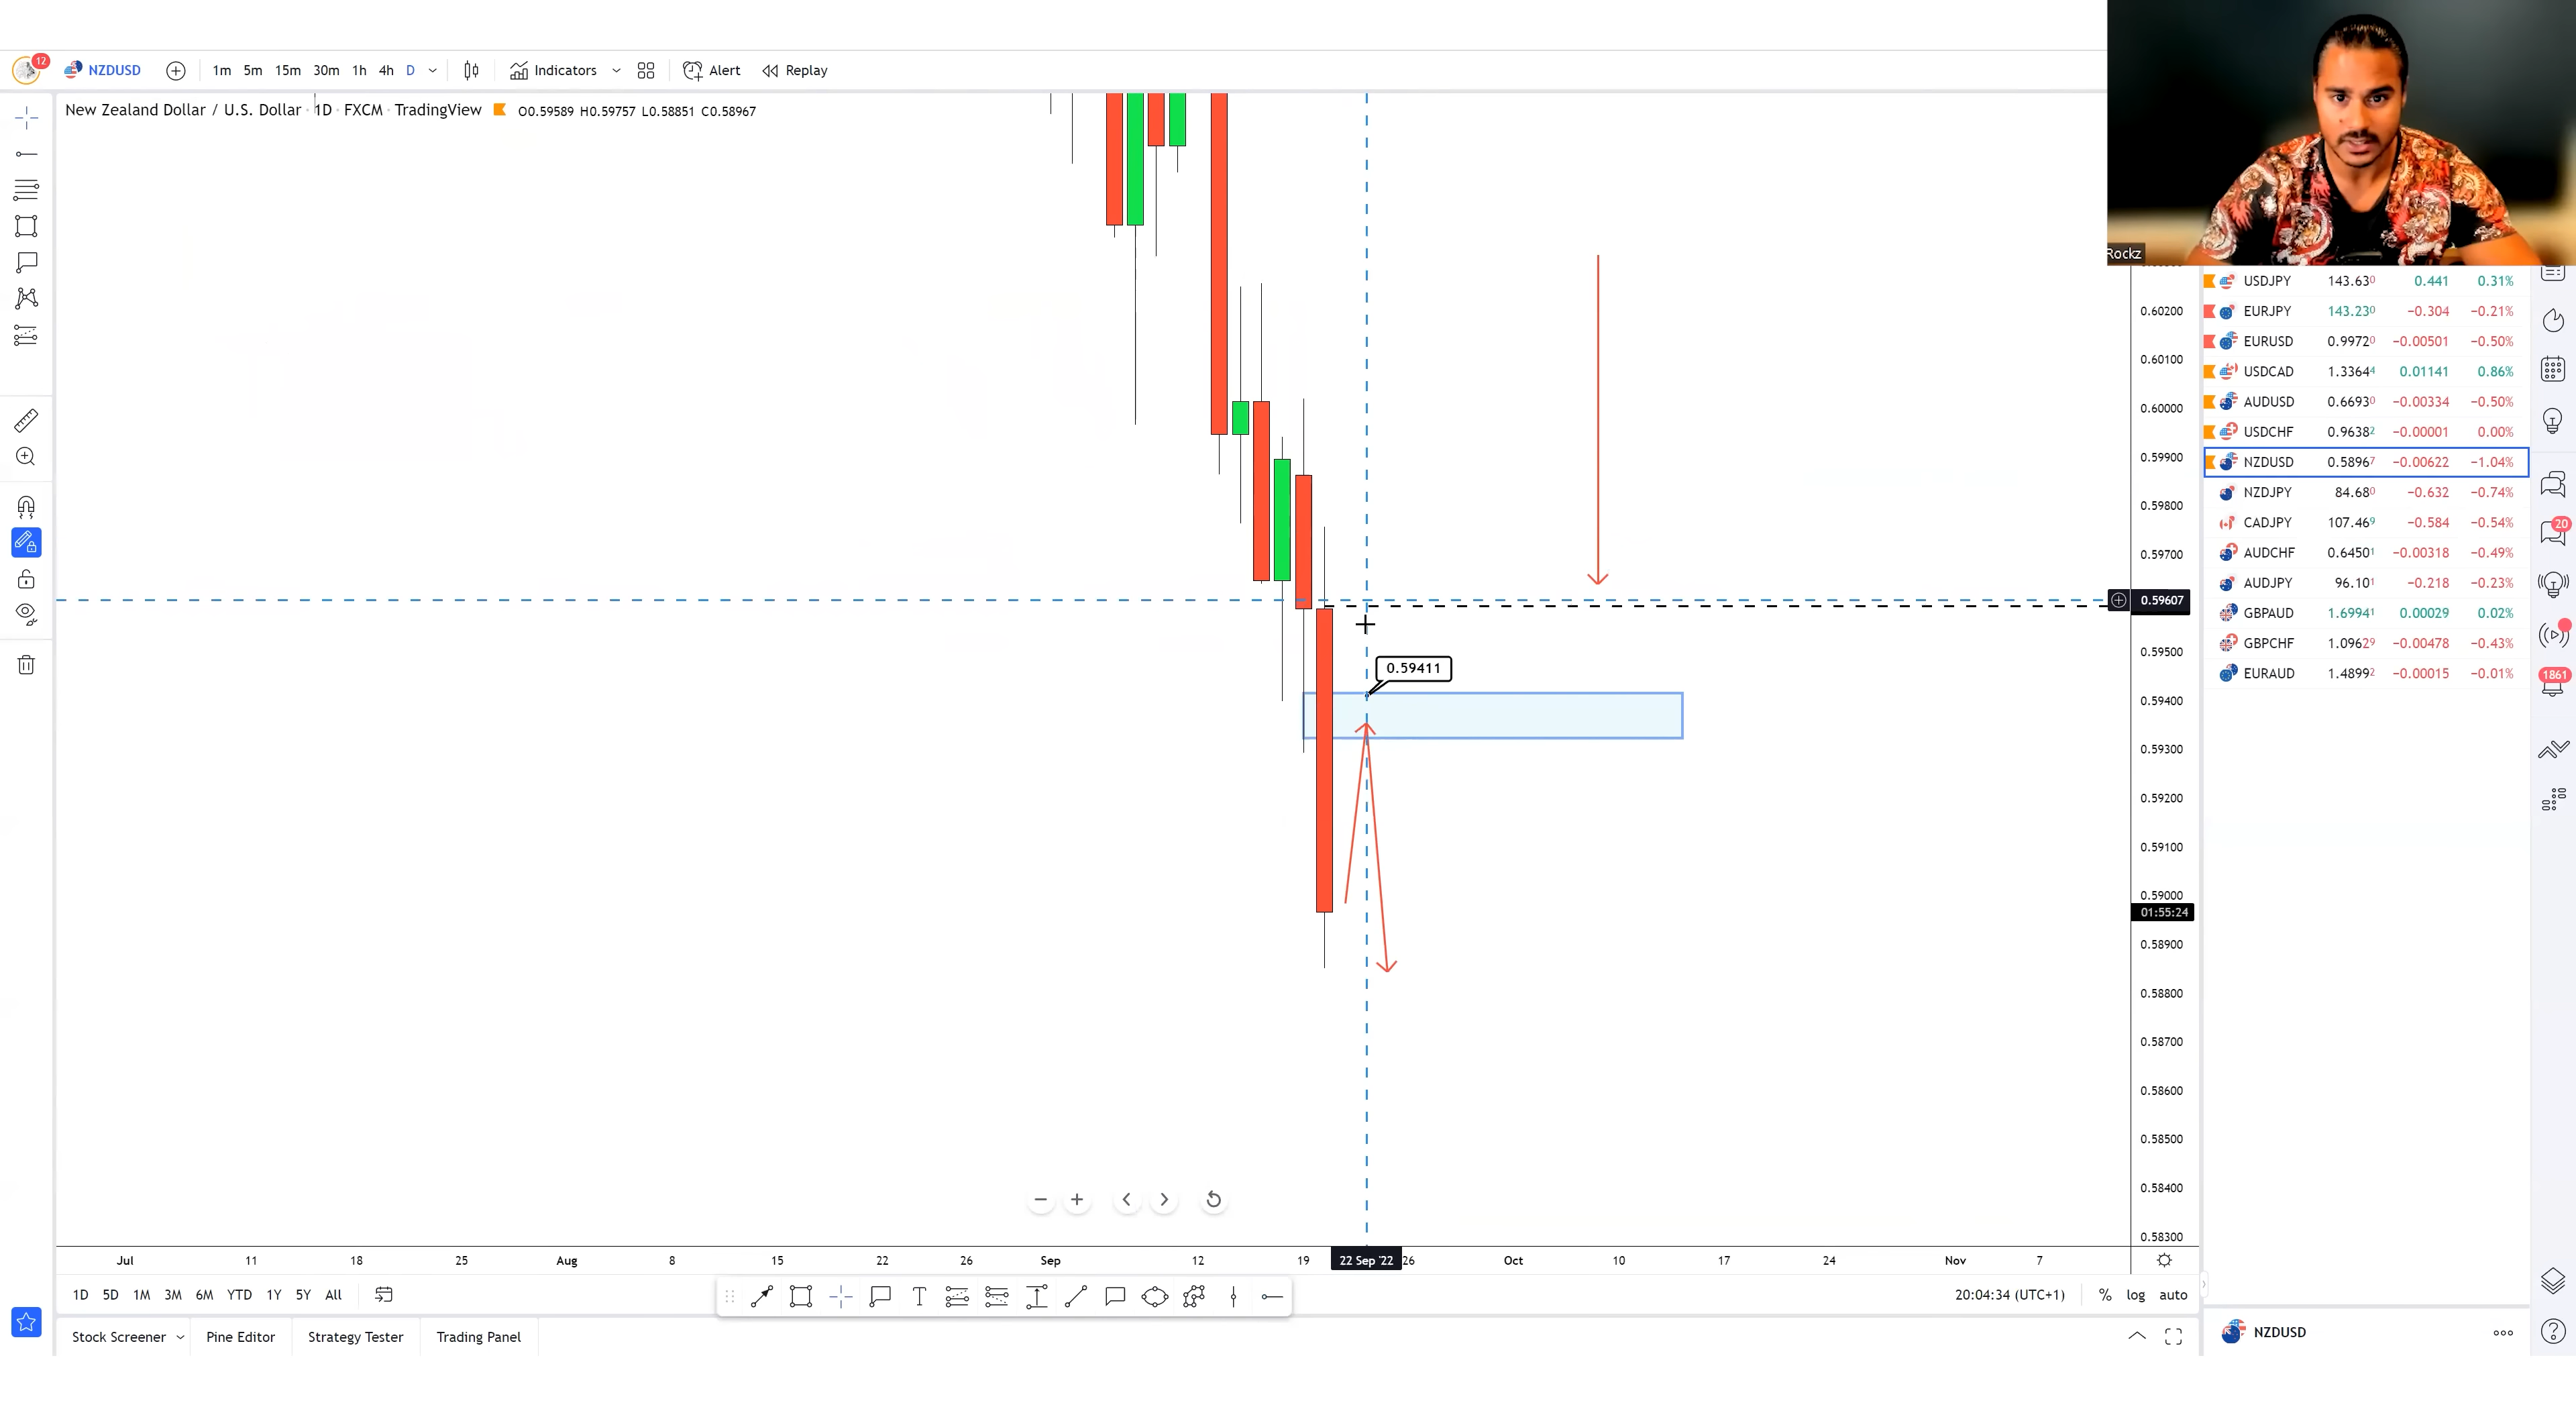 12
NZDUSD 1m 5m 15m 30m 1h 4h D Indicators Alert Replay
New Zealand Dollar / U.S. Dollar · 1D · FXCM · TradingView O0.59589 H0.59757 L0.58851 C0.58967
Rockz
USDJPY 143.630 0.441 0.31%
EURJPY 143.230 −0.304 −0.21%
EURUSD 0.99720 −0.00501 −0.50%
USDCAD 1.33644 0.01141 0.86%
AUDUSD 0.66930 −0.00334 −0.50%
USDCHF 0.96382 −0.00001 0.00%
NZDUSD 0.58967 −0.00622 −1.04%
NZDJPY 84.680 −0.632 −0.74%
CADJPY 107.469 −0.584 −0.54%
AUDCHF 0.64501 −0.00318 −0.49%
AUDJPY 96.101 −0.218 −0.23%
GBPAUD 1.69941 0.00029 0.02%
GBPCHF 1.09629 −0.00478 −0.43%
EURAUD 1.48992 −0.00015 −0.01%
20
1861
0.60200
0.60100
0.60000
0.59900
0.59800
0.59700
0.59607
0.59500
0.59411
0.59400
0.59300
0.59200
0.59100
0.59000
01:55:24
0.58900
0.58800
0.58700
0.58600
0.58500
0.58400
0.58300
Jul 11 18 25 Aug 8 15 22 26 Sep 12 19 22 Sep '22 26 Oct 10 17 24 Nov 7
1D 5D 1M 3M 6M YTD 1Y 5Y All T 20:04:34 (UTC+1) % log auto
Stock Screener Pine Editor Strategy Tester Trading Panel
NZDUSD